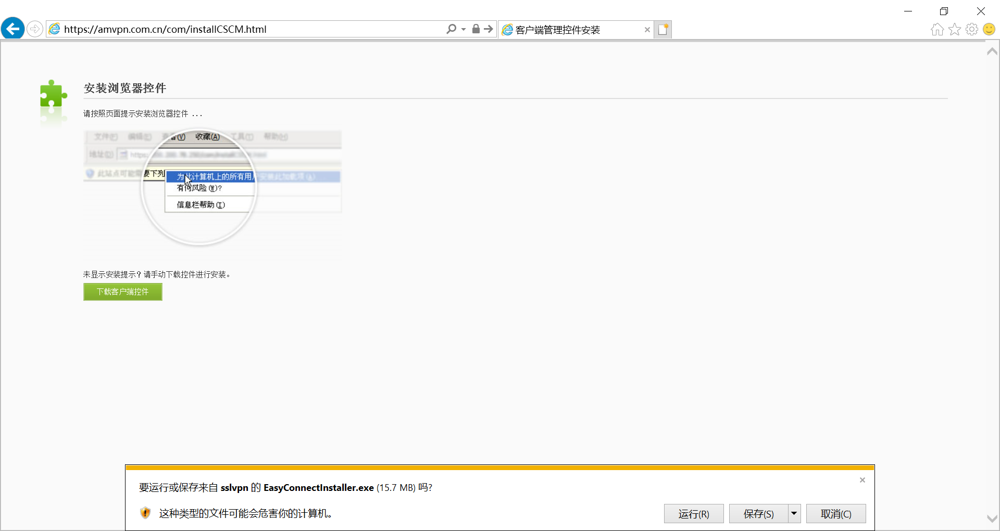 https://amvpn.com.cn/com/installCSCM.html
客户端管理控件安装
安装浏览器控件
请按照页面提示安装浏览器控件 ...
文件(F) 编辑(E) 查看(V) 收藏(A) 工具(T) 帮助(H)
地址(D) https:
此站点可能需要下列
为此计算机上的所有用户安装此加载项(A)
有何风险(W)?
信息栏帮助(I)
未显示安装提示？请手动下载控件进行安装。
下载客户端控件
要运行或保存来自 sslvpn 的 EasyConnectInstaller.exe (15.7 MB) 吗?
这种类型的文件可能会危害你的计算机。
运行(R) 保存(S) 取消(C)